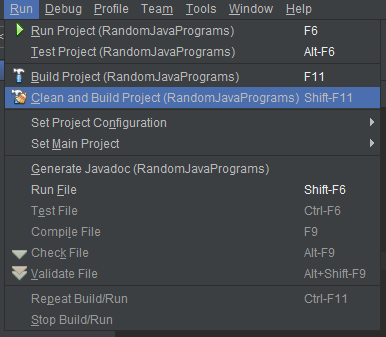 Run Debug Profile Team Tools Window Help
Run Project (RandomJavaPrograms) F6
Test Project (RandomJavaPrograms) Alt-F6
Build Project (RandomJavaPrograms) F11
Clean and Build Project (RandomJavaPrograms) Shift-F11
Set Project Configuration
Set Main Project
Generate Javadoc (RandomJavaPrograms)
Run File Shift-F6
Test File Ctrl-F6
Compile File F9
Check File Alt-F9
Validate File Alt+Shift-F9
Repeat Build/Run Ctrl-F11
Stop Build/Run